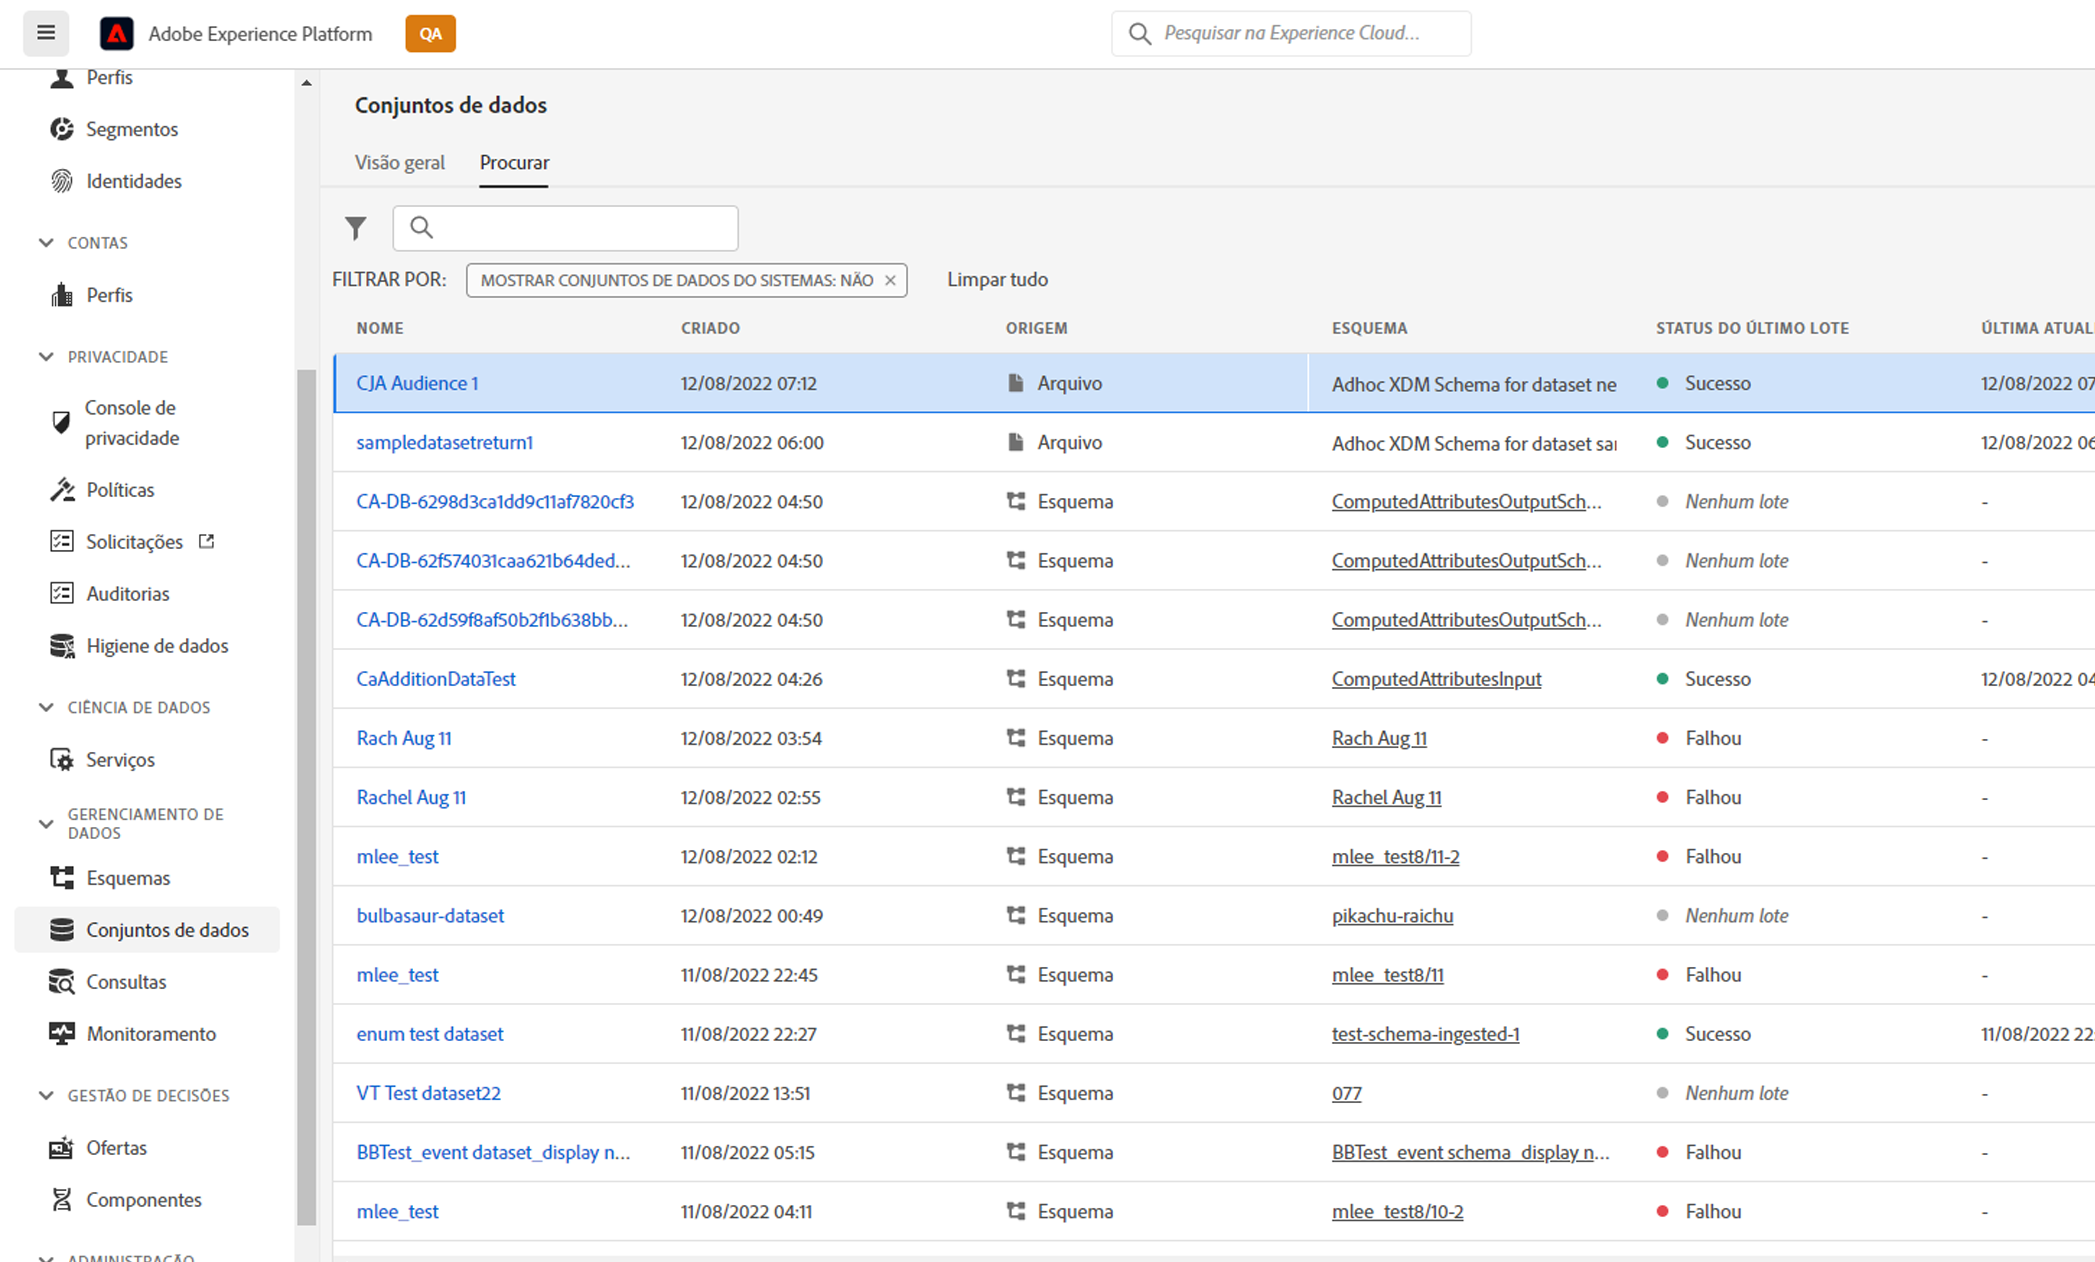 Adobe Experience Platform
QA
Pesquisar na Experience Cloud...
Perfis
Segmentos
Identidades
CONTAS
Perfis
PRIVACIDADE
Console de
privacidade
Políticas
Solicitações
Auditorias
Higiene de dados
CIÊNCIA DE DADOS
Serviços
GERENCIAMENTO DE
DADOS
Esquemas
Conjuntos de dados
Consultas
Monitoramento
GESTÃO DE DECISÕES
Ofertas
Componentes
ADMINISTRAÇÃO
Conjuntos de dados
Visão geral Procurar
FILTRAR POR: MOSTRAR CONJUNTOS DE DADOS DO SISTEMAS: NÃO Limpar tudo
NOME CRIADO ORIGEM ESQUEMA STATUS DO ÚLTIMO LOTE ÚLTIMA ATUAL
CJA Audience 1 12/08/2022 07:12 Arquivo Adhoc XDM Schema for dataset ne Sucesso 12/08/2022 07
sampledatasetreturn1 12/08/2022 06:00 Arquivo Adhoc XDM Schema for dataset sar Sucesso 12/08/2022 06
CA-DB-6298d3ca1dd9c11af7820cf3 12/08/2022 04:50 Esquema ComputedAttributesOutputSch... Nenhum lote -
CA-DB-62f574031caa621b64ded... 12/08/2022 04:50 Esquema ComputedAttributesOutputSch... Nenhum lote -
CA-DB-62d59f8af50b2f1b638bb... 12/08/2022 04:50 Esquema ComputedAttributesOutputSch... Nenhum lote -
CaAdditionDataTest 12/08/2022 04:26 Esquema ComputedAttributesInput Sucesso 12/08/2022 04
Rach Aug 11 12/08/2022 03:54 Esquema Rach Aug 11 Falhou -
Rachel Aug 11 12/08/2022 02:55 Esquema Rachel Aug 11 Falhou -
mlee_test 12/08/2022 02:12 Esquema mlee_test8/11-2 Falhou -
bulbasaur-dataset 12/08/2022 00:49 Esquema pikachu-raichu Nenhum lote -
mlee_test 11/08/2022 22:45 Esquema mlee_test8/11 Falhou -
enum test dataset 11/08/2022 22:27 Esquema test-schema-ingested-1 Sucesso 11/08/2022 22:
VT Test dataset22 11/08/2022 13:51 Esquema 077 Nenhum lote -
BBTest_event dataset_display n... 11/08/2022 05:15 Esquema BBTest_event schema_display n... Falhou -
mlee_test 11/08/2022 04:11 Esquema mlee_test8/10-2 Falhou -